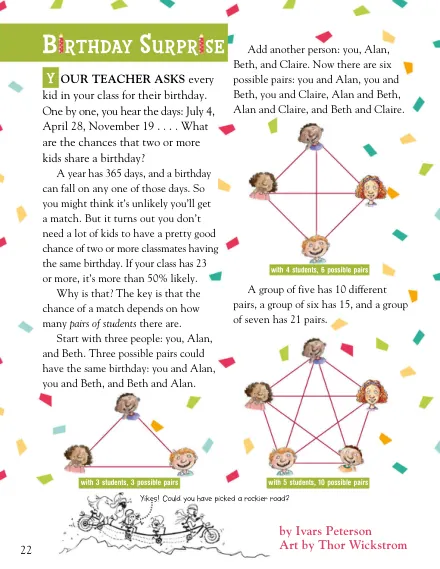 BIRTHDAY SURPRISE
YOUR TEACHER ASKS every
kid in your class for their birthday.
One by one, you hear the days: July 4,
April 28, November 19 . . . . What
are the chances that two or more
kids share a birthday?
A year has 365 days, and a birthday
can fall on any one of those days. So
you might think it's unlikely you'll get
a match. But it turns out you don't
need a lot of kids to have a pretty good
chance of two or more classmates having
the same birthday. If your class has 23
or more, it's more than 50% likely.
Why is that? The key is that the
chance of a match depends on how
many pairs of students there are.
Start with three people: you, Alan,
and Beth. Three possible pairs could
have the same birthday: you and Alan,
you and Beth, and Beth and Alan.
with 3 students, 3 possible pairs
Add another person: you, Alan,
Beth, and Claire. Now there are six
possible pairs: you and Alan, you and
Beth, you and Claire, Alan and Beth,
Alan and Claire, and Beth and Claire.
with 4 students, 6 possible pairs
A group of five has 10 different
pairs, a group of six has 15, and a group
of seven has 21 pairs.
with 5 students, 10 possible pairs
Yikes! Could you have picked a rockier road?
by Ivars Peterson
Art by Thor Wickstrom
22